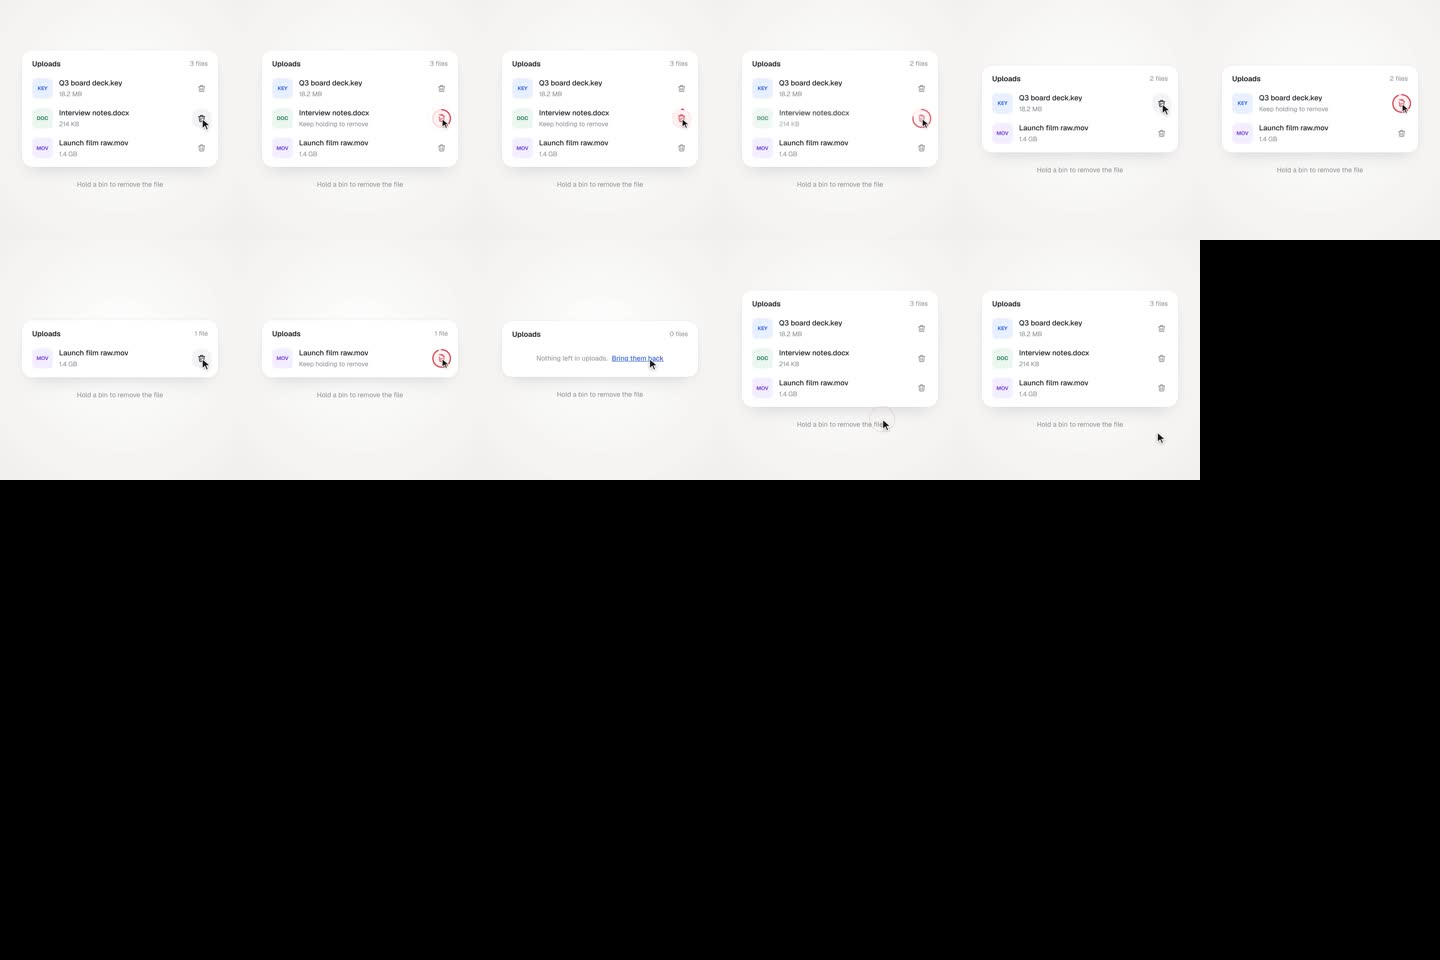 Uploads 3 files
KEY Q3 board deck.key
18.2 MB
DOC Interview notes.docx
214 KB
MOV Launch film raw.mov
1.4 GB
Hold a bin to remove the file
Uploads 3 files
KEY Q3 board deck.key
18.2 MB
DOC Interview notes.docx
Keep holding to remove
MOV Launch film raw.mov
1.4 GB
Hold a bin to remove the file
Uploads 3 files
KEY Q3 board deck.key
18.2 MB
DOC Interview notes.docx
Keep holding to remove
MOV Launch film raw.mov
1.4 GB
Hold a bin to remove the file
Uploads 2 files
KEY Q3 board deck.key
18.2 MB
DOC Interview notes.docx
214 KB
MOV Launch film raw.mov
1.4 GB
Hold a bin to remove the file
Uploads 2 files
KEY Q3 board deck.key
18.2 MB
MOV Launch film raw.mov
1.4 GB
Hold a bin to remove the file
Uploads 2 files
KEY Q3 board deck.key
Keep holding to remove
MOV Launch film raw.mov
1.4 GB
Hold a bin to remove the file
Uploads 1 file
MOV Launch film raw.mov
1.4 GB
Hold a bin to remove the file
Uploads 1 file
MOV Launch film raw.mov
Keep holding to remove
Hold a bin to remove the file
Uploads 0 files
Nothing left in uploads. Bring them back
Hold a bin to remove the file
Uploads 3 files
KEY Q3 board deck.key
18.2 MB
DOC Interview notes.docx
214 KB
MOV Launch film raw.mov
1.4 GB
Hold a bin to remove the file
Uploads 3 files
KEY Q3 board deck.key
18.2 MB
DOC Interview notes.docx
214 KB
MOV Launch film raw.mov
1.4 GB
Hold a bin to remove the file